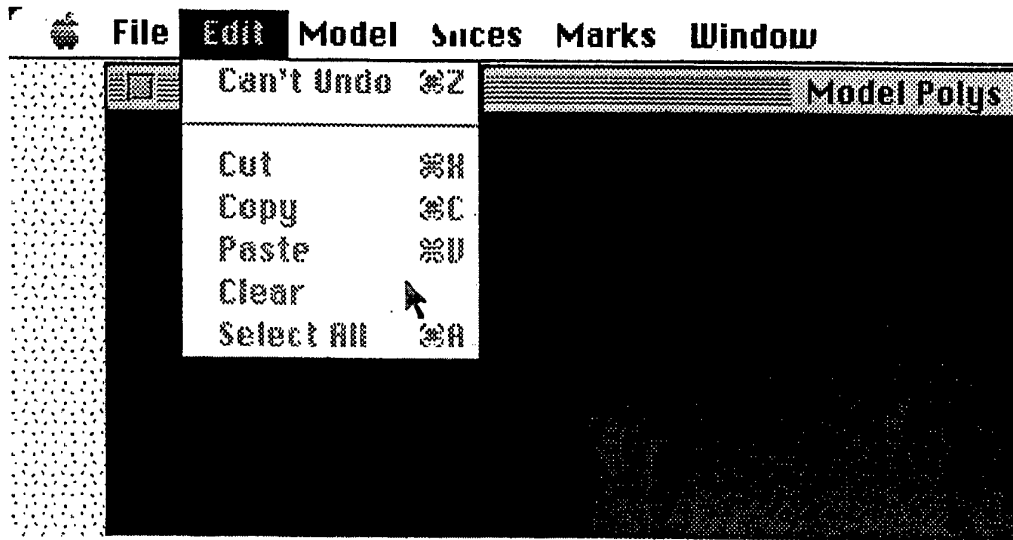 File Edit Model Slices Marks Window
Model Polys
Can't Undo ⌘Z
Cut ⌘X
Copy ⌘C
Paste ⌘V
Clear
Select All ⌘A